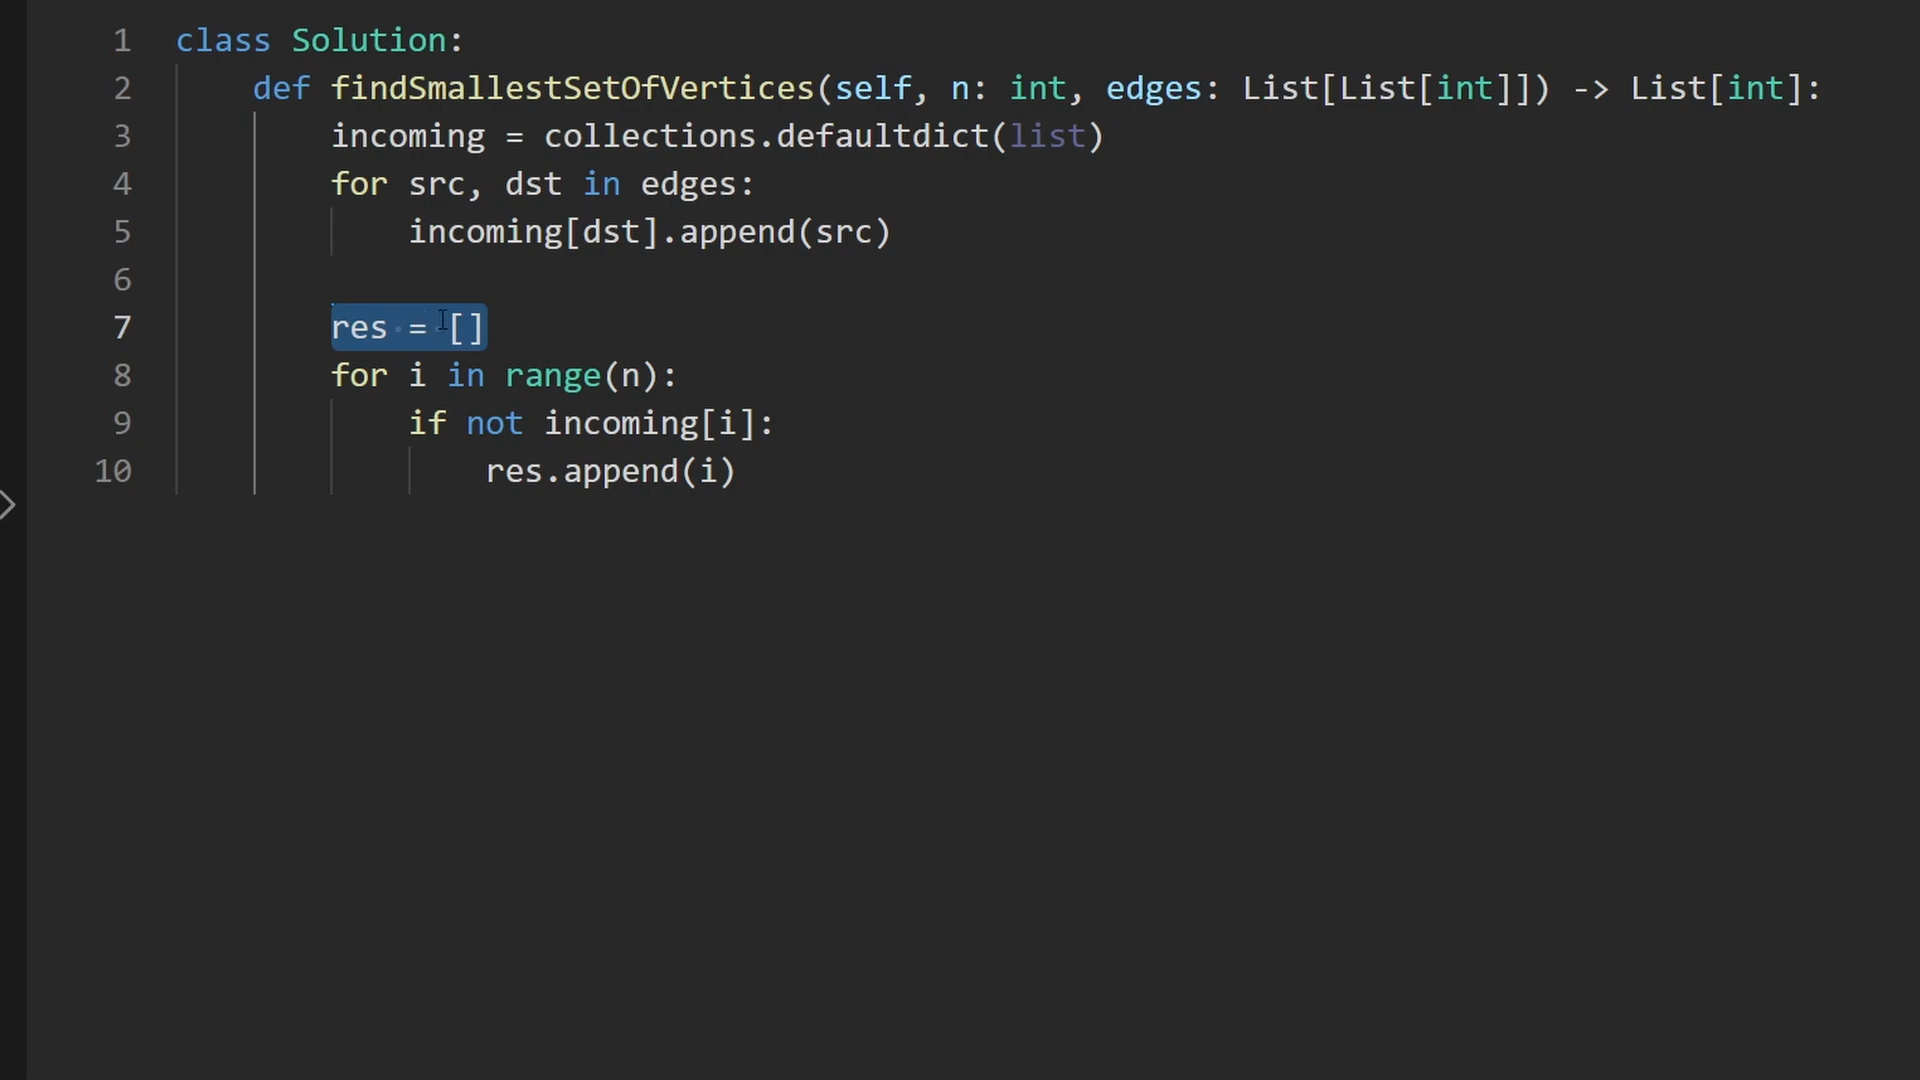 1 class Solution:
2 def findSmallestSetOfVertices(self, n: int, edges: List[List[int]]) -> List[int]:
3 incoming = collections.defaultdict(list)
4 for src, dst in edges:
5 incoming[dst].append(src)
6
7 res = []
8 for i in range(n):
9 if not incoming[i]:
10 res.append(i)